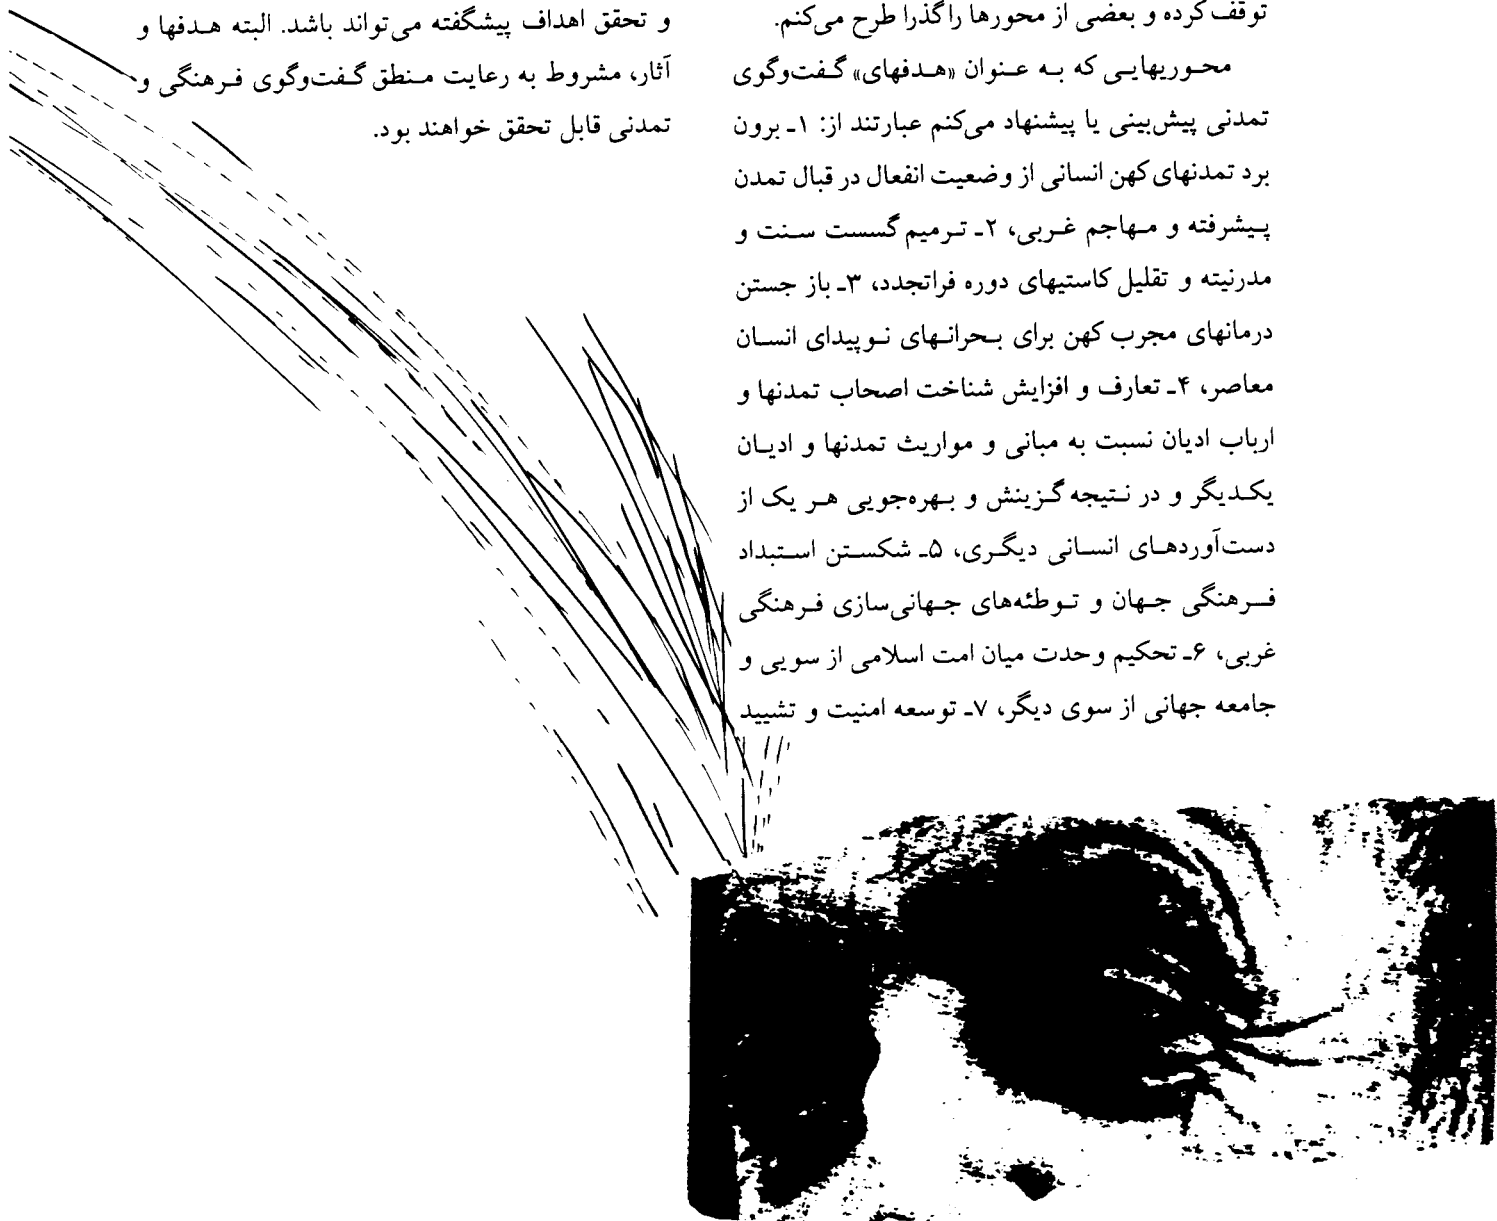 توقف کرده و بعضی از محورها را گذرا طرح می‌کنم.
محوریهایی که به عنوان «هدفهای» گفت‌وگوی
تمدنی پیش‌بینی یا پیشنهاد می‌کنم عبارتند از: ۱ـ برون
برد تمدنهای کهن انسانی از وضعیت انفعال در قبال تمدن
پیشرفته و مهاجم غربی، ۲ـ ترمیم گسست سنت و
مدرنیته و تقلیل کاستیهای دوره فراتجدد، ۳ـ باز جستن
درمانهای مجرب کهن برای بحرانهای نوپیدای انسان
معاصر، ۴ـ تعارف و افزایش شناخت اصحاب تمدنها و
ارباب ادیان نسبت به مبانی و مواریث تمدنها و ادیان
یکدیگر و در نتیجه گزینش و بهره‌جویی هر یک از
دست‌آوردهای انسانی دیگری، ۵ـ شکستن استبداد
فرهنگی جهان و توطئه‌های جهانی‌سازی فرهنگی
غربی، ۶ـ تحکیم وحدت میان امت اسلامی از سویی و
جامعه جهانی از سوی دیگر، ۷ـ توسعه امنیت و تشیید
و تحقق اهداف پیشگفته می‌تواند باشد. البته هدفها و
آثار، مشروط به رعایت منطق گفت‌وگوی فرهنگی و
تمدنی قابل تحقق خواهند بود.